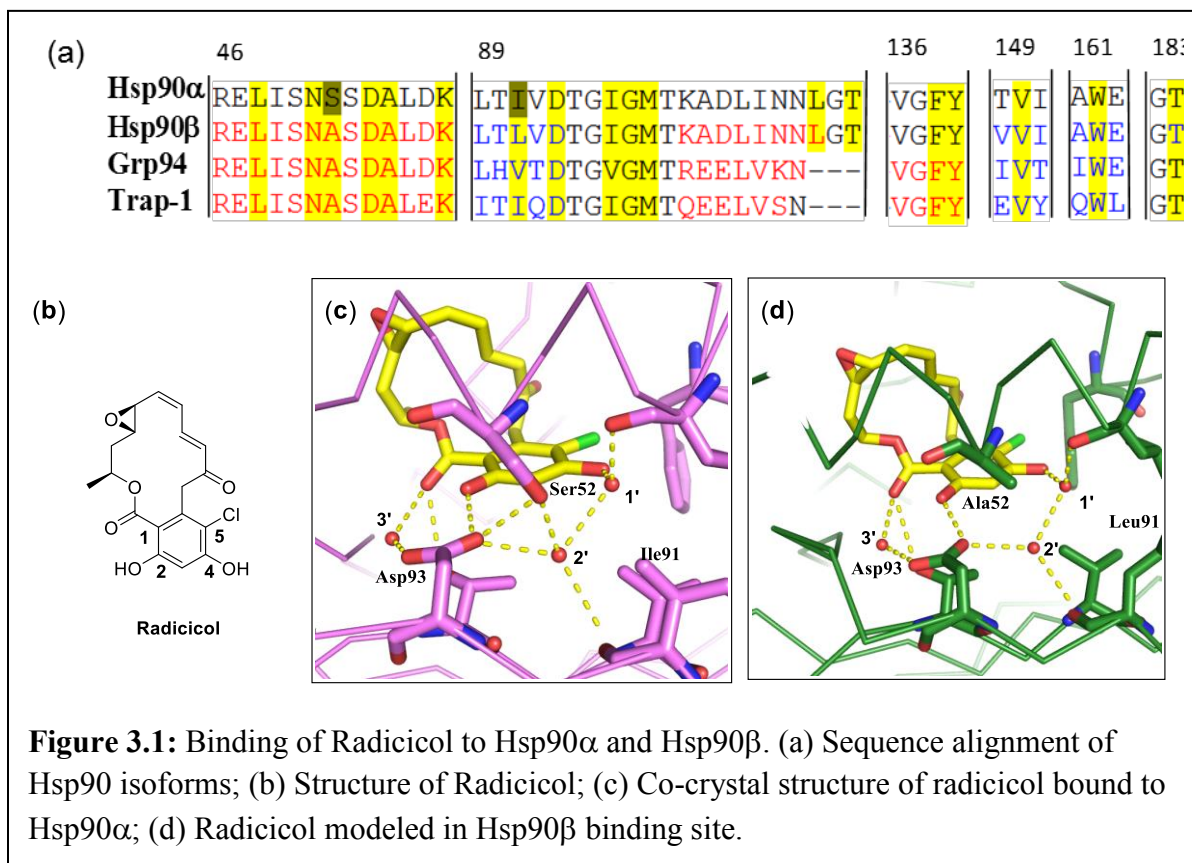 (a) 46 89 136 149 161 183
Hsp90α RELISNSSDALDK LTIVDTGIGMTKADLINNLGT VGFY TVI AWE GT
Hsp90β RELISNASDALDK LTLVDTGIGMTKADLINNLGT VGFY VVI AWE GT
Grp94 RELISNASDALDK LHVTDTGVGMTREELVKN--- VGFY IVT IWE GT
Trap-1 RELISNASDALEK ITIQDTGIGMTQEELVSN--- VGFY EVY QWL GT
(b)
O
O
O
O
Cl
1 5
HO 2 4 OH
Radicicol
(c)
Ser52 1'
3'
2' Ile91
Asp93
(d)
Ala52 1'
Leu91
3' 2'
Asp93
Figure 3.1: Binding of Radicicol to Hsp90α and Hsp90β. (a) Sequence alignment of
Hsp90 isoforms; (b) Structure of Radicicol; (c) Co-crystal structure of radicicol bound to
Hsp90α; (d) Radicicol modeled in Hsp90β binding site.